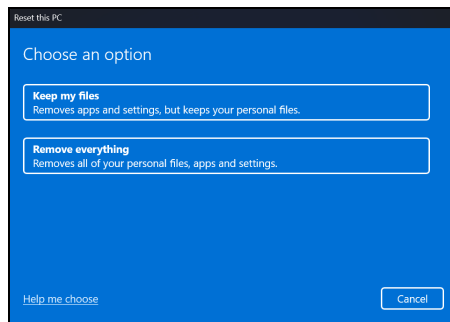 Reset this PC
Choose an option
Keep my files
Removes apps and settings, but keeps your personal files.
Remove everything
Removes all of your personal files, apps and settings.
Help me choose
Cancel